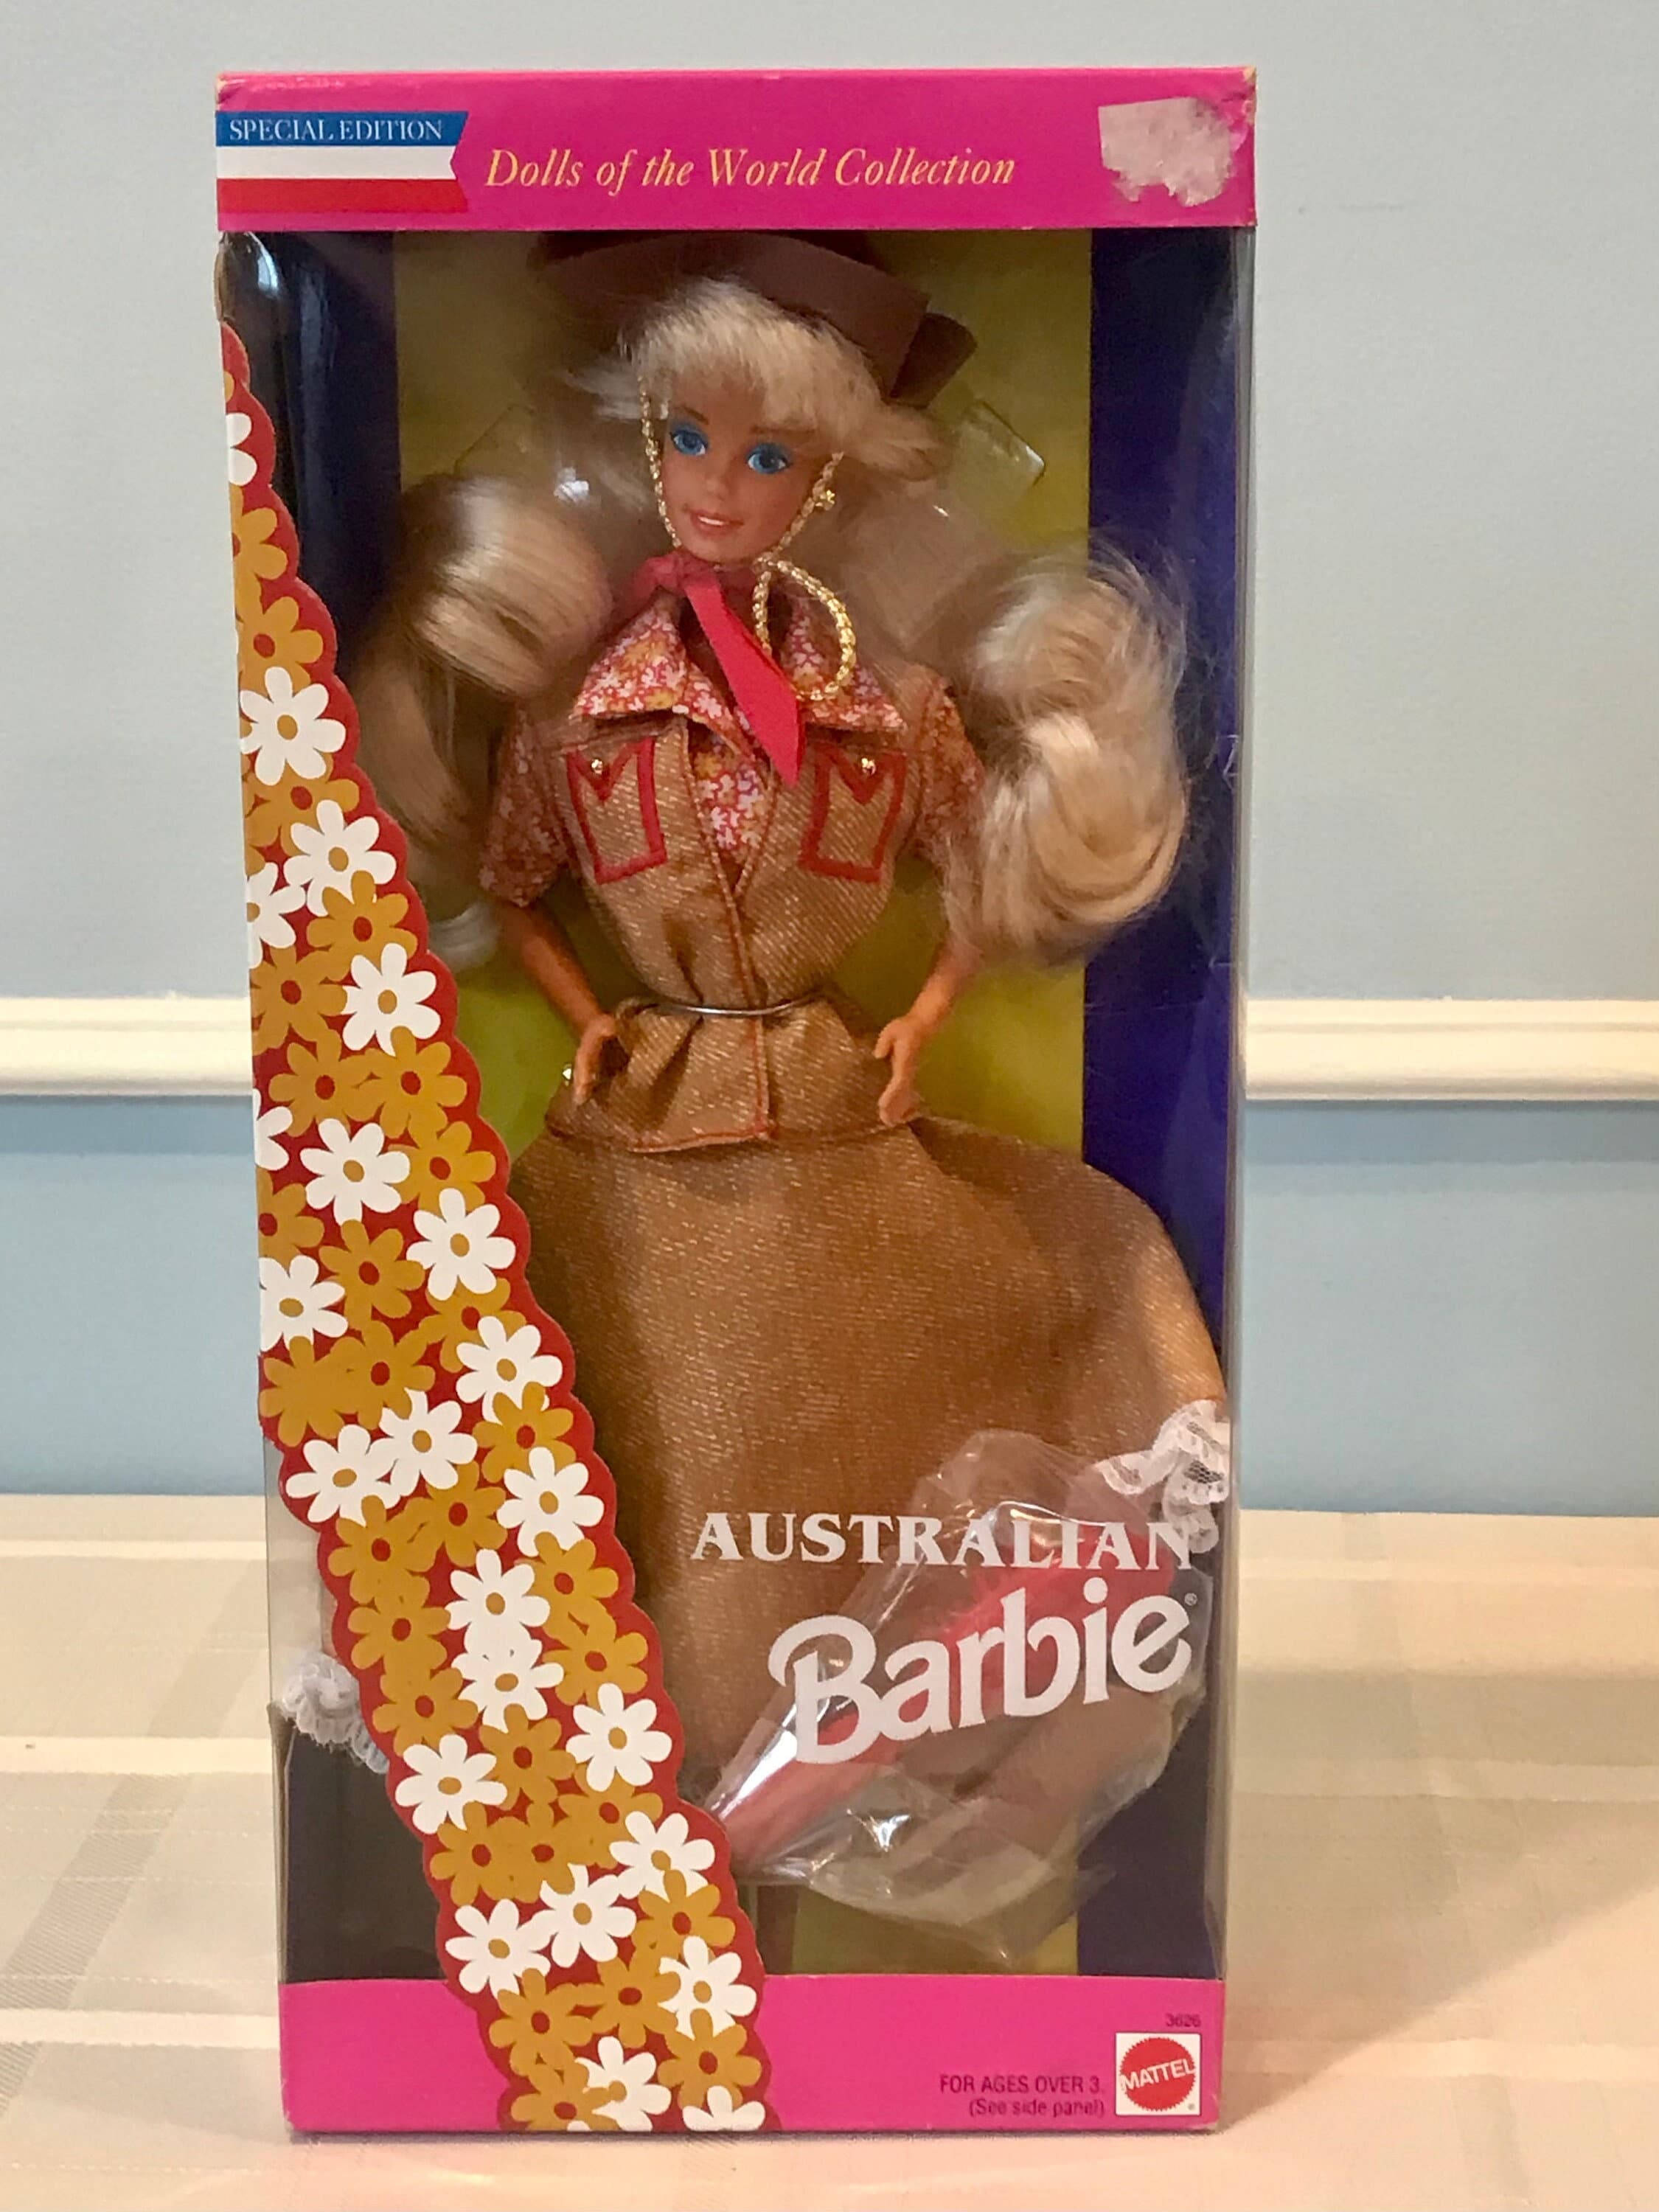 SPECIAL EDITION
Dolls of the World Collection
AUSTRALIAN
Barbie®
3626
FOR AGES OVER 3.
(See side panel)
MATTEL
®